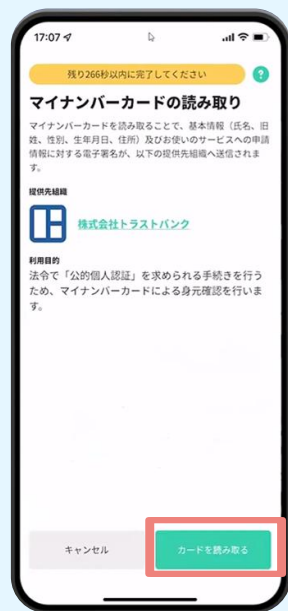 17:07
残り266秒以内に完了してください
?
マイナンバーカードの読み取り
マイナンバーカードを読み取ることで、基本情報（氏名、旧
姓、性別、生年月日、住所）及びお使いのサービスへの申請
情報に対する電子署名が、以下の提供先組織へ送信されま
す。
提供先組織
株式会社トラストバンク
利用目的
法令で「公的個人認証」を求められる手続きを行う
ため、マイナンバーカードによる身元確認を行いま
す。
キャンセル
カードを読み取る